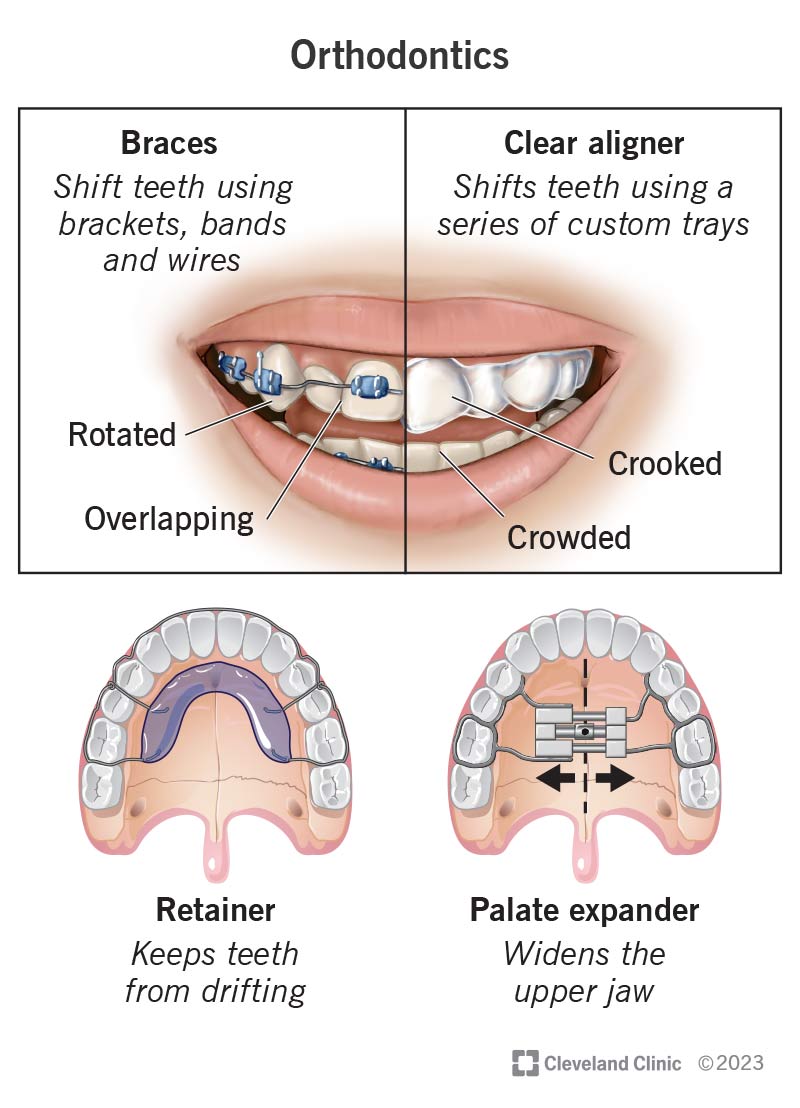 Orthodontics
Braces
Shift teeth using
brackets, bands
and wires
Clear aligner
Shifts teeth using a
series of custom trays
Rotated
Overlapping
Crooked
Crowded
Retainer
Keeps teeth
from drifting
Palate expander
Widens the
upper jaw
Cleveland Clinic ©2023